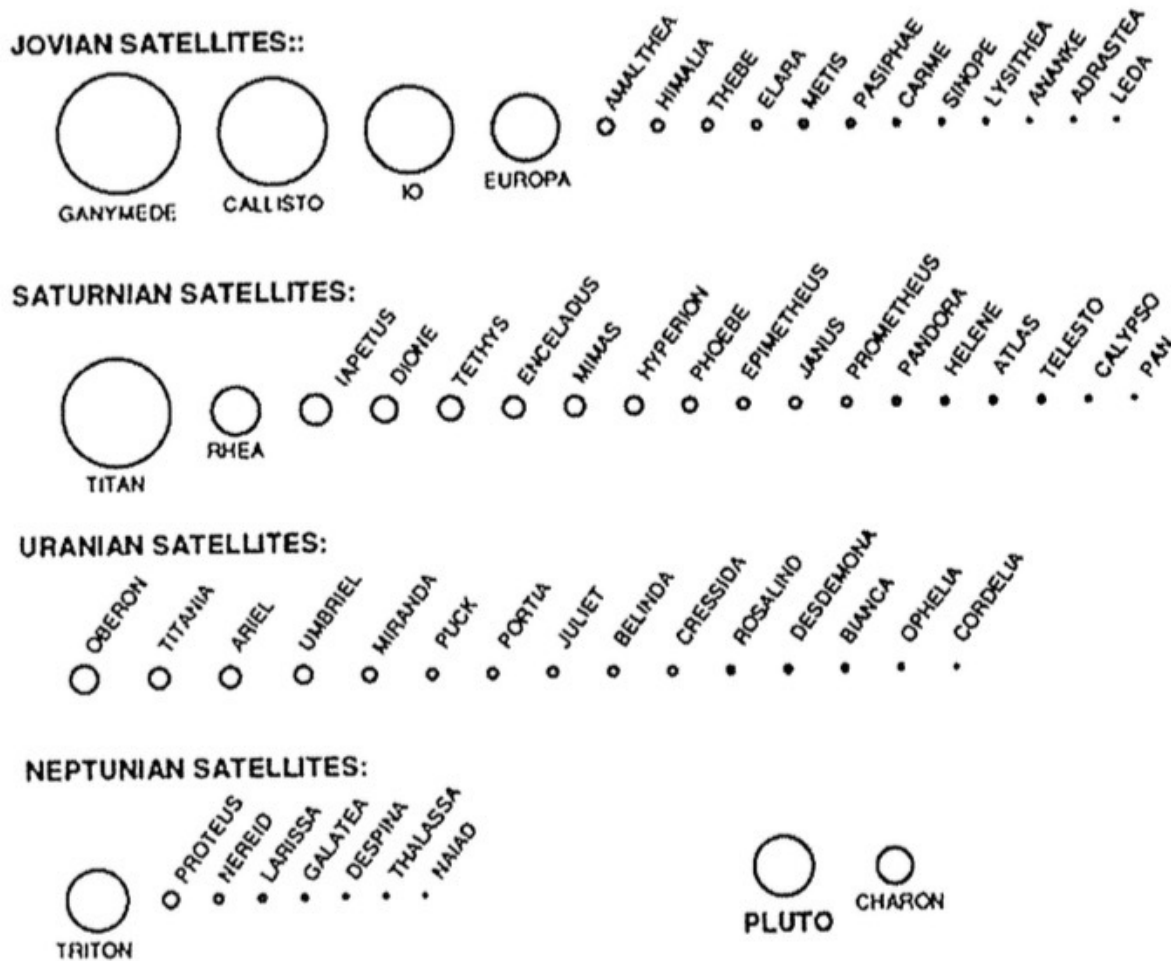 JOVIAN SATELLITES::
GANYMEDE
CALLISTO
IO
EUROPA
AMALTHEA
HIMALIA
THEBE
ELARA
METIS
PASIPHAE
CARME
SINOPE
LYSITHEA
ANANKE
ADRASTEA
LEDA
SATURNIAN SATELLITES:
TITAN
RHEA
IAPETUS
DIONE
TETHYS
ENCELADUS
MIMAS
HYPERION
PHOEBE
EPIMETHEUS
JANUS
PROMETHEUS
PANDORA
HELENE
ATLAS
TELESTO
CALYPSO
PAN
URANIAN SATELLITES:
OBERON
TITANIA
ARIEL
UMBRIEL
MIRANDA
PUCK
PORTIA
JULIET
BELINDA
CRESSIDA
ROSALIND
DESDEMONA
BIANCA
OPHELIA
CORDELIA
NEPTUNIAN SATELLITES:
TRITON
PROTEUS
NEREID
LARISSA
GALATEA
DESPINA
THALASSA
NAIAD
PLUTO
CHARON